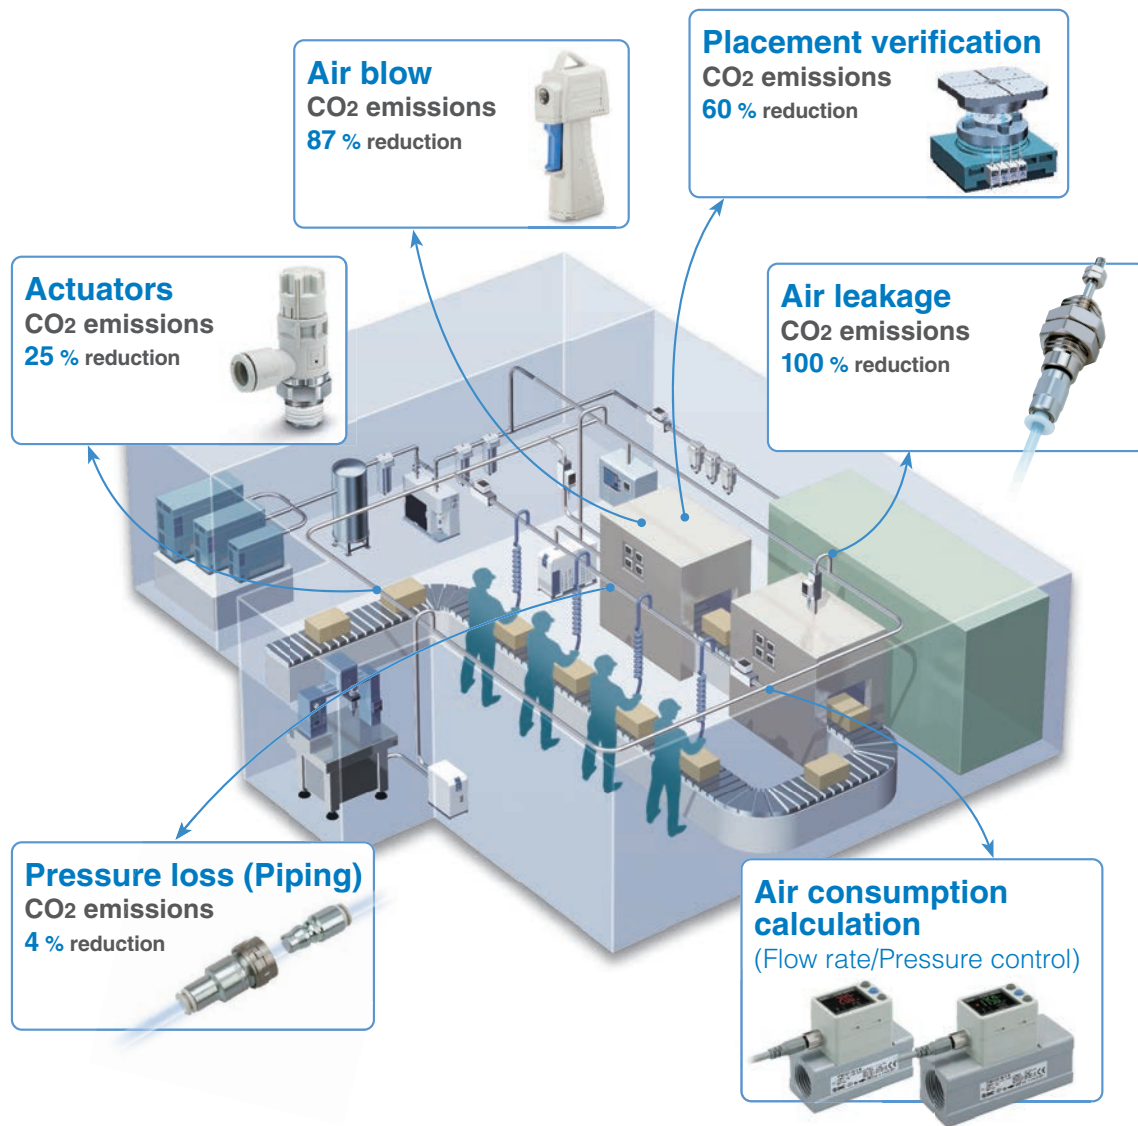 Air blow
CO2 emissions
87 % reduction
Placement verification
CO2 emissions
60 % reduction
Actuators
CO2 emissions
25 % reduction
Air leakage
CO2 emissions
100 % reduction
Pressure loss (Piping)
CO2 emissions
4 % reduction
Air consumption
calculation
(Flow rate/Pressure control)